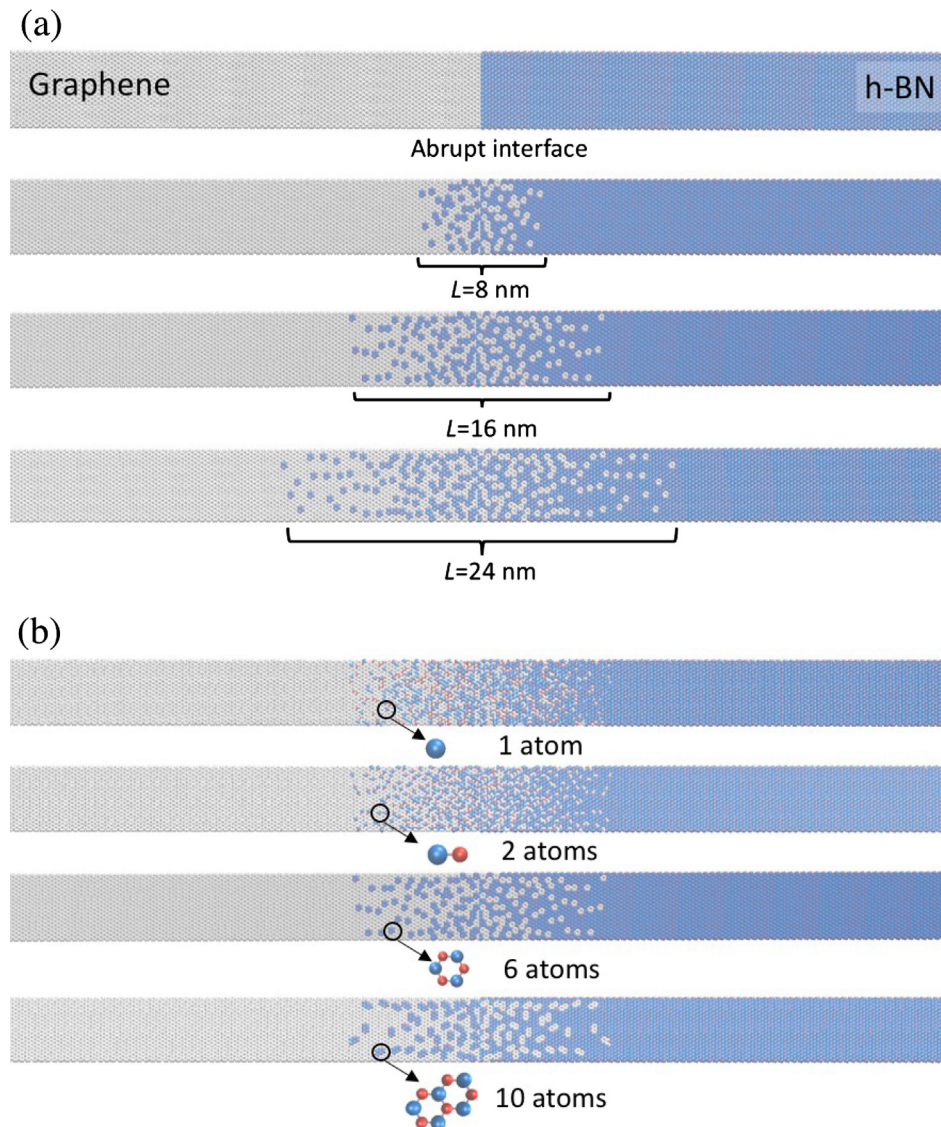 (a)
Graphene h-BN
Abrupt interface
L=8 nm
L=16 nm
L=24 nm
(b)
1 atom
2 atoms
6 atoms
10 atoms